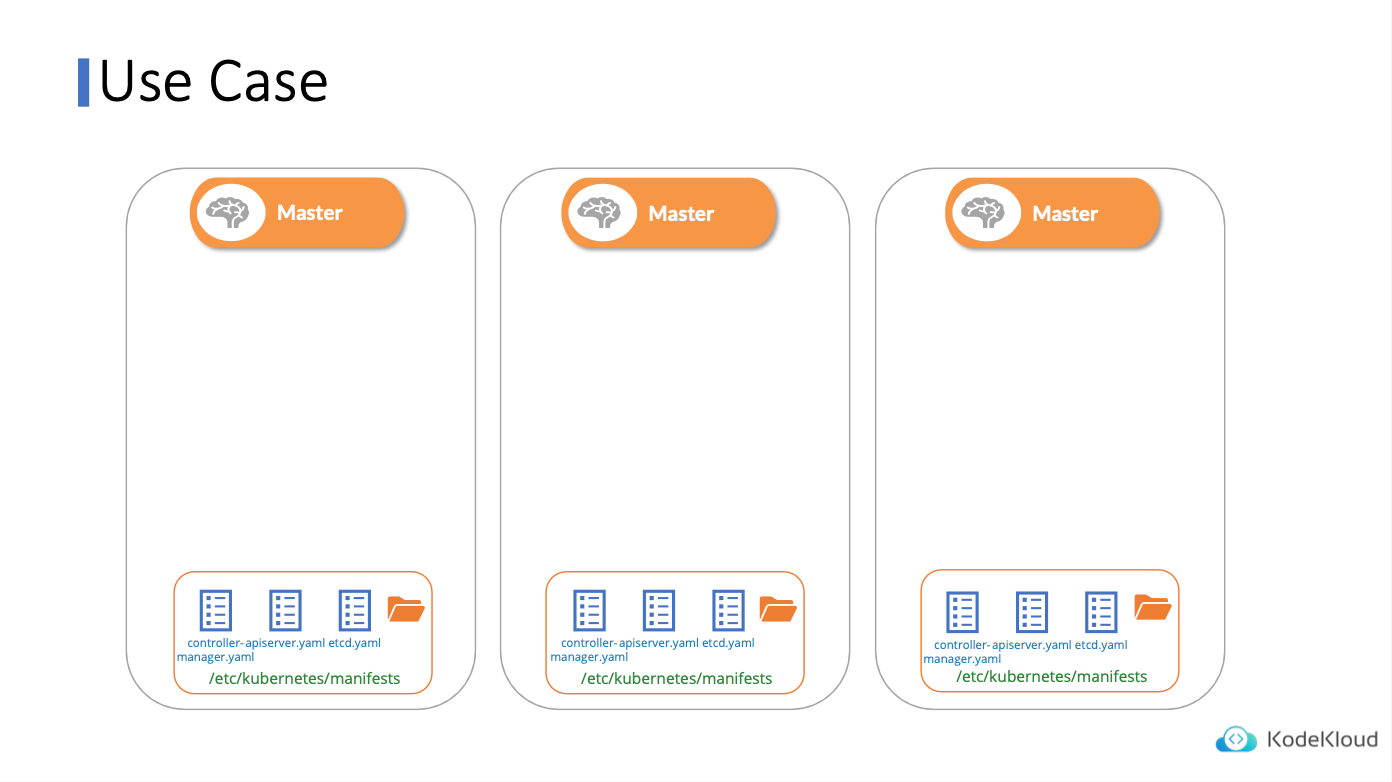 Use Case
Master
Master
Master
controller- apiserver.yaml etcd.yaml
manager.yaml
/etc/kubernetes/manifests
controller- apiserver.yaml etcd.yaml
manager.yaml
/etc/kubernetes/manifests
controller- apiserver.yaml etcd.yaml
manager.yaml
/etc/kubernetes/manifests
KodeKloud